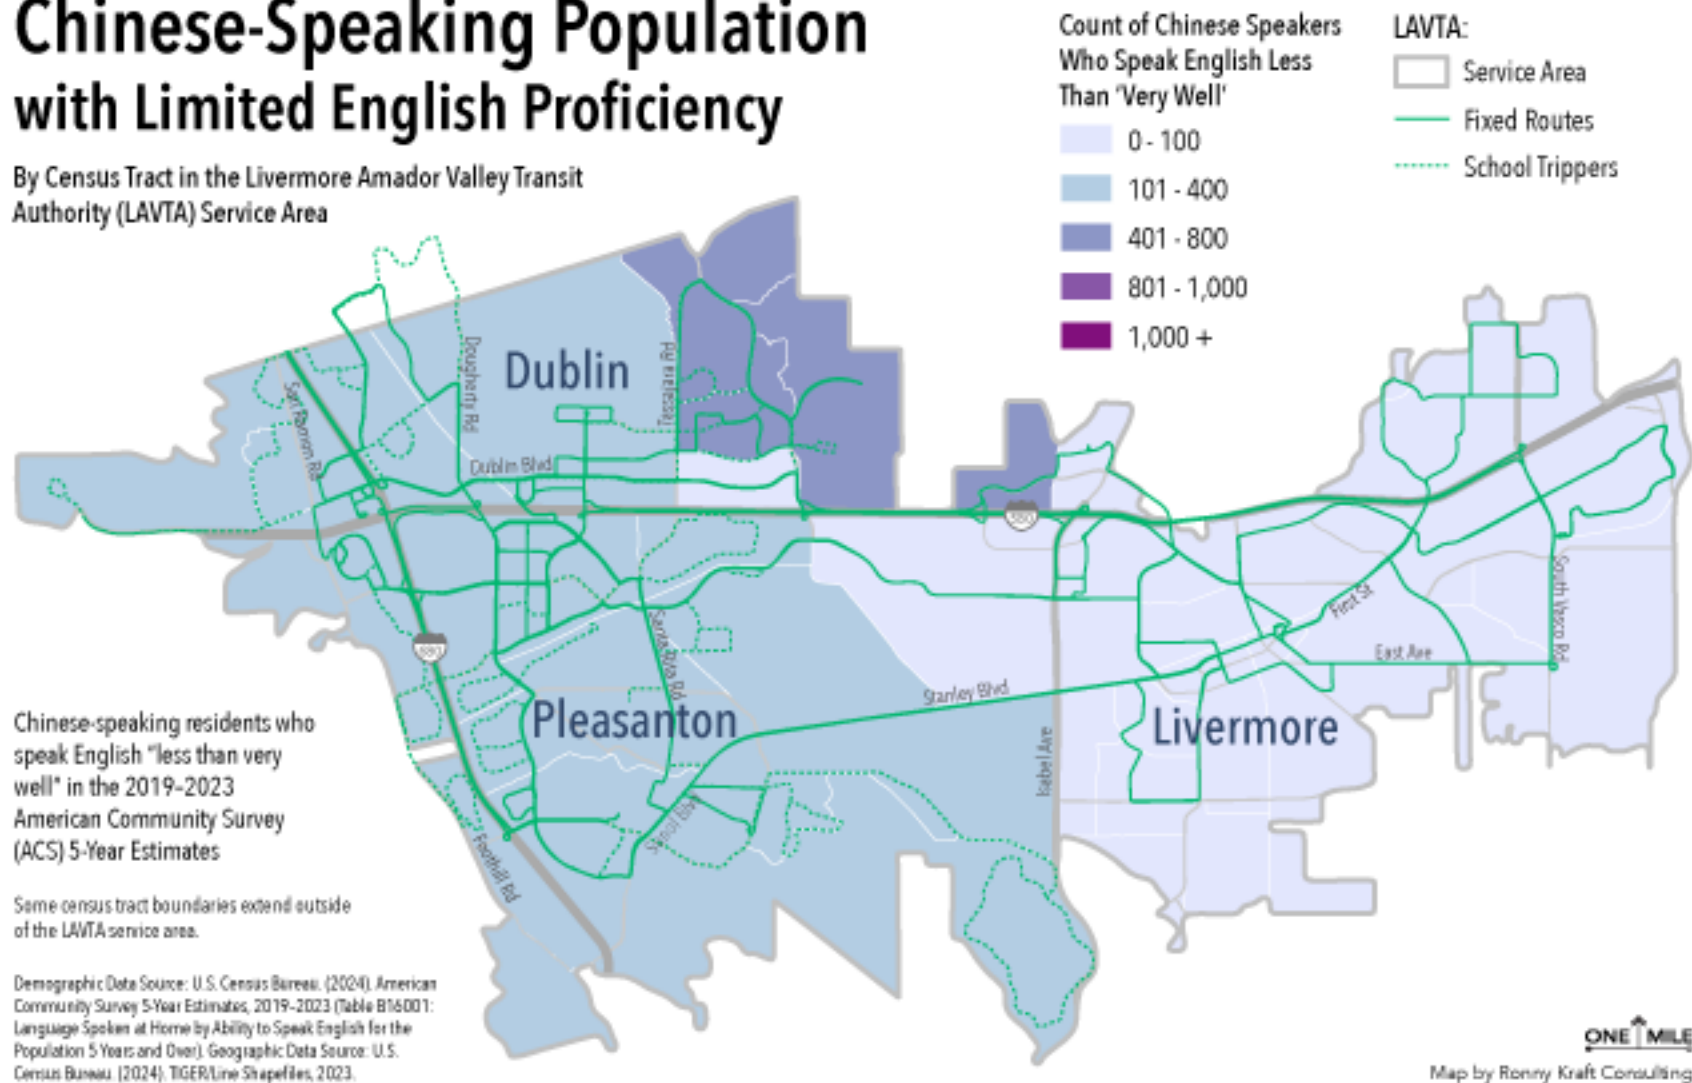 Chinese-Speaking Population
with Limited English Proficiency
By Census Tract in the Livermore Amador Valley Transit
Authority (LAVTA) Service Area
Count of Chinese Speakers
Who Speak English Less
Than ‘Very Well’
0 - 100
101 - 400
401 - 800
801 - 1,000
1,000 +
LAVTA:
Service Area
Fixed Routes
School Trippers
Dublin
Dougherty Rd
Tassajara Rd
San Ramon Rd
Dublin Blvd
580
680
Santa Rita Rd
First St
East Ave
South Vasco Rd
Stanley Blvd
Pleasanton
Livermore
Isabel Ave
Sunol Blvd
Foothill Rd
Chinese-speaking residents who
speak English "less than very
well" in the 2019–2023
American Community Survey
(ACS) 5-Year Estimates
Some census tract boundaries extend outside
of the LAVTA service area.
Demographic Data Source: U.S. Census Bureau. (2024). American
Community Survey 5-Year Estimates, 2019–2023 (Table B16001:
Language Spoken at Home by Ability to Speak English for the
Population 5 Years and Over). Geographic Data Source: U.S.
Census Bureau. (2024). TIGER/Line Shapefiles, 2023.
ONE MILE
Map by Ronny Kraft Consulting